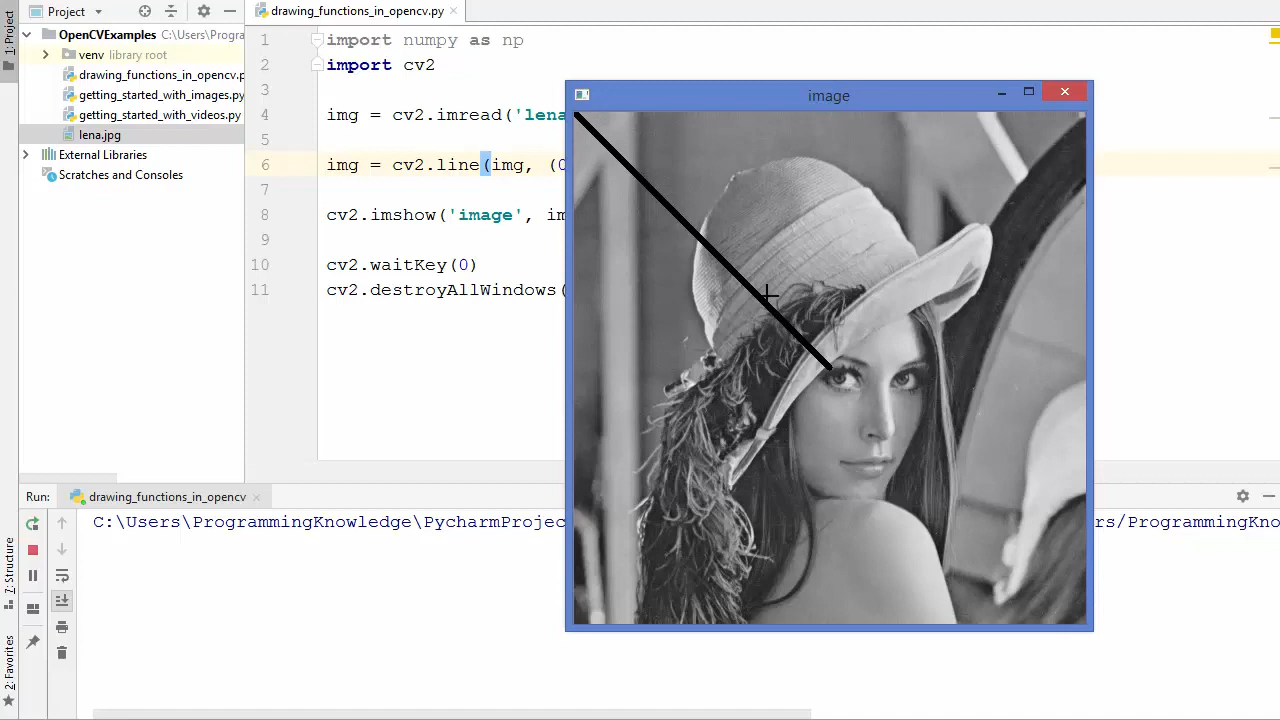 Project
drawing_functions_in_opencv.py
1: Project
OpenCVExamples C:\Users\Progra
venv library root
drawing_functions_in_opencv.p
getting_started_with_images.py
getting_started_with_videos.py
lena.jpg
External Libraries
Scratches and Consoles
1 import numpy as np
2 import cv2
3
4 img = cv2.imread('lena
5
6 img = cv2.line(img, (0
7
8 cv2.imshow('image', im
9
10 cv2.waitKey(0)
11 cv2.destroyAllWindows(
image
Run: drawing_functions_in_opencv
C:\Users\ProgrammingKnowledge\PycharmProjec
rs/ProgrammingKno
7: Structure
2: Favorites